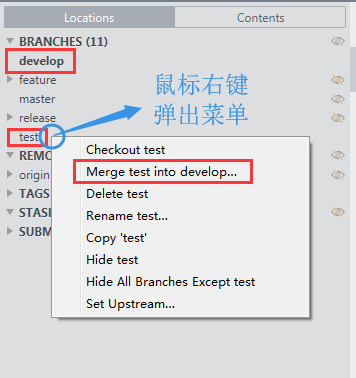 Locations Contents
BRANCHES (11)
develop
feature
master
release
test
REMO
origin
TAGS
STASH
SUBM
鼠标右键
弹出菜单
Checkout test
Merge test into develop...
Delete test
Rename test...
Copy 'test'
Hide test
Hide All Branches Except test
Set Upstream...